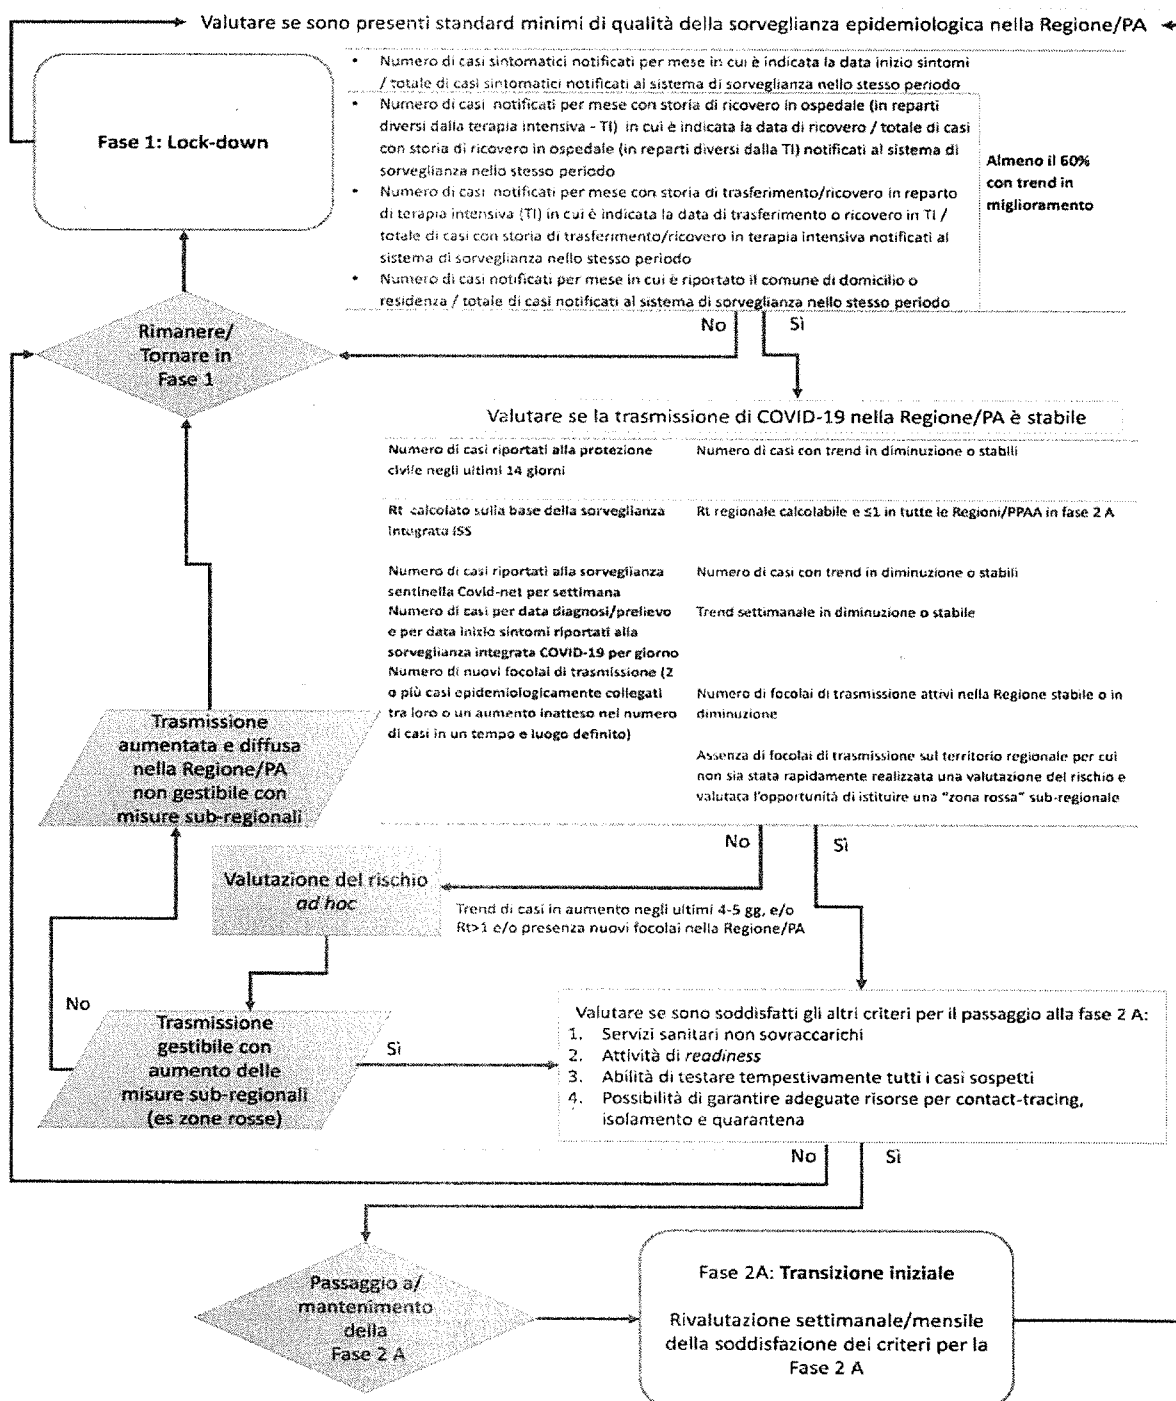 Valutare se sono presenti standard minimi di qualità della sorveglianza epidemiologica nella Regione/PA
Fase 1: Lock-down
• Numero di casi sintomatici notificati per mese in cui è indicata la data inizio sintomi
/ totale di casi sintomatici notificati al sistema di sorveglianza nello stesso periodo
• Numero di casi notificati per mese con storia di ricovero in ospedale (in reparti
diversi dalla terapia intensiva - TI) in cui è indicata la data di ricovero / totale di casi
con storia di ricovero in ospedale (in reparti diversi dalla TI) notificati al sistema di
sorveglianza nello stesso periodo
• Numero di casi notificati per mese con storia di trasferimento/ricovero in reparto
di terapia intensiva (TI) in cui è indicata la data di trasferimento o ricovero in TI /
totale di casi con storia di trasferimento/ricovero in terapia intensiva notificati al
sistema di sorveglianza nello stesso periodo
• Numero di casi notificati per mese in cui è riportato il comune di domicilio o
residenza / totale di casi notificati al sistema di sorveglianza nello stesso periodo
Almeno il 60%
con trend in
miglioramento
No
Sì
Rimanere/
Tornare in
Fase 1
Valutare se la trasmissione di COVID-19 nella Regione/PA è stabile
Numero di casi riportati alla protezione
civile negli ultimi 14 giorni
Numero di casi con trend in diminuzione o stabili
Rt calcolato sulla base della sorveglianza
integrata ISS
Rt regionale calcolabile e ≤1 in tutte le Regioni/PPAA in fase 2 A
Numero di casi riportati alla sorveglianza
sentinella Covid-net per settimana
Numero di casi con trend in diminuzione o stabili
Numero di casi per data diagnosi/prelievo
e per data inizio sintomi riportati alla
sorveglianza integrata COVID-19 per giorno
Trend settimanale in diminuzione o stabile
Numero di nuovi focolai di trasmissione (2
o più casi epidemiologicamente collegati
tra loro o un aumento inatteso nel numero
di casi in un tempo e luogo definito)
Numero di focolai di trasmissione attivi nella Regione stabile o in
diminuzione
Assenza di focolai di trasmissione sul territorio regionale per cui
non sia stata rapidamente realizzata una valutazione del rischio e
valutata l'opportunità di istituire una "zona rossa" sub-regionale
Trasmissione
aumentata e diffusa
nella Regione/PA
non gestibile con
misure sub-regionali
No
Sì
Valutazione del rischio
ad hoc
Trend di casi in aumento negli ultimi 4-5 gg, e/o
Rt>1 e/o presenza nuovi focolai nella Regione/PA
No
Trasmissione
gestibile con
aumento delle
misure sub-regionali
(es zone rosse)
Sì
Valutare se sono soddisfatti gli altri criteri per il passaggio alla fase 2 A:
1. Servizi sanitari non sovraccarichi
2. Attività di readiness
3. Abilità di testare tempestivamente tutti i casi sospetti
4. Possibilità di garantire adeguate risorse per contact-tracing,
isolamento e quarantena
No
Sì
Passaggio a/
mantenimento
della
Fase 2 A
Fase 2A: Transizione iniziale
Rivalutazione settimanale/mensile
della soddisfazione dei criteri per la
Fase 2 A